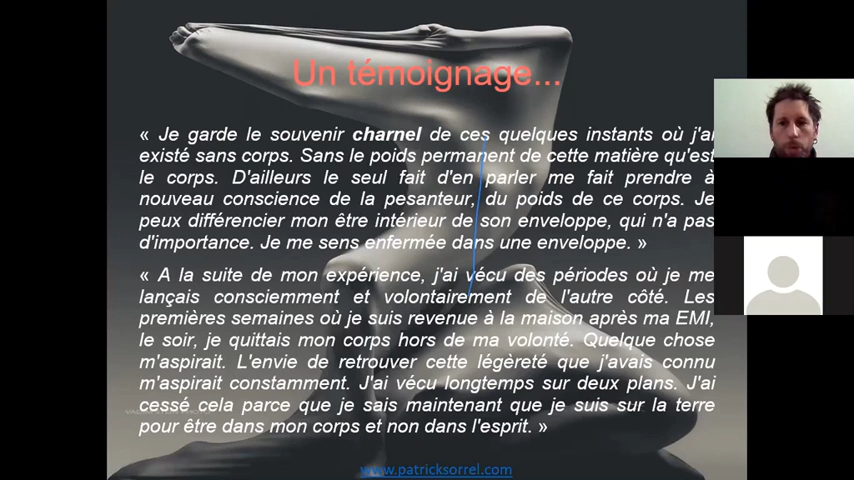 Un témoignage...
« Je garde le souvenir charnel de ces quelques instants où j'ai
existé sans corps. Sans le poids permanent de cette matière qu'est
le corps. D'ailleurs le seul fait d'en parler me fait prendre à
nouveau conscience de la pesanteur, du poids de ce corps. Je
peux différencier mon être intérieur de son enveloppe, qui n'a pas
d'importance. Je me sens enfermée dans une enveloppe. »
« A la suite de mon expérience, j'ai vécu des périodes où je me
lançais consciemment et volontairement de l'autre côté. Les
premières semaines où je suis revenue à la maison après ma EMI,
le soir, je quittais mon corps hors de ma volonté. Quelque chose
m'aspirait. L'envie de retrouver cette légèreté que j'avais connu
m'aspirait constamment. J'ai vécu longtemps sur deux plans. J'ai
cessé cela parce que je sais maintenant que je suis sur la terre
pour être dans mon corps et non dans l'esprit. »
www.patricksorrel.com